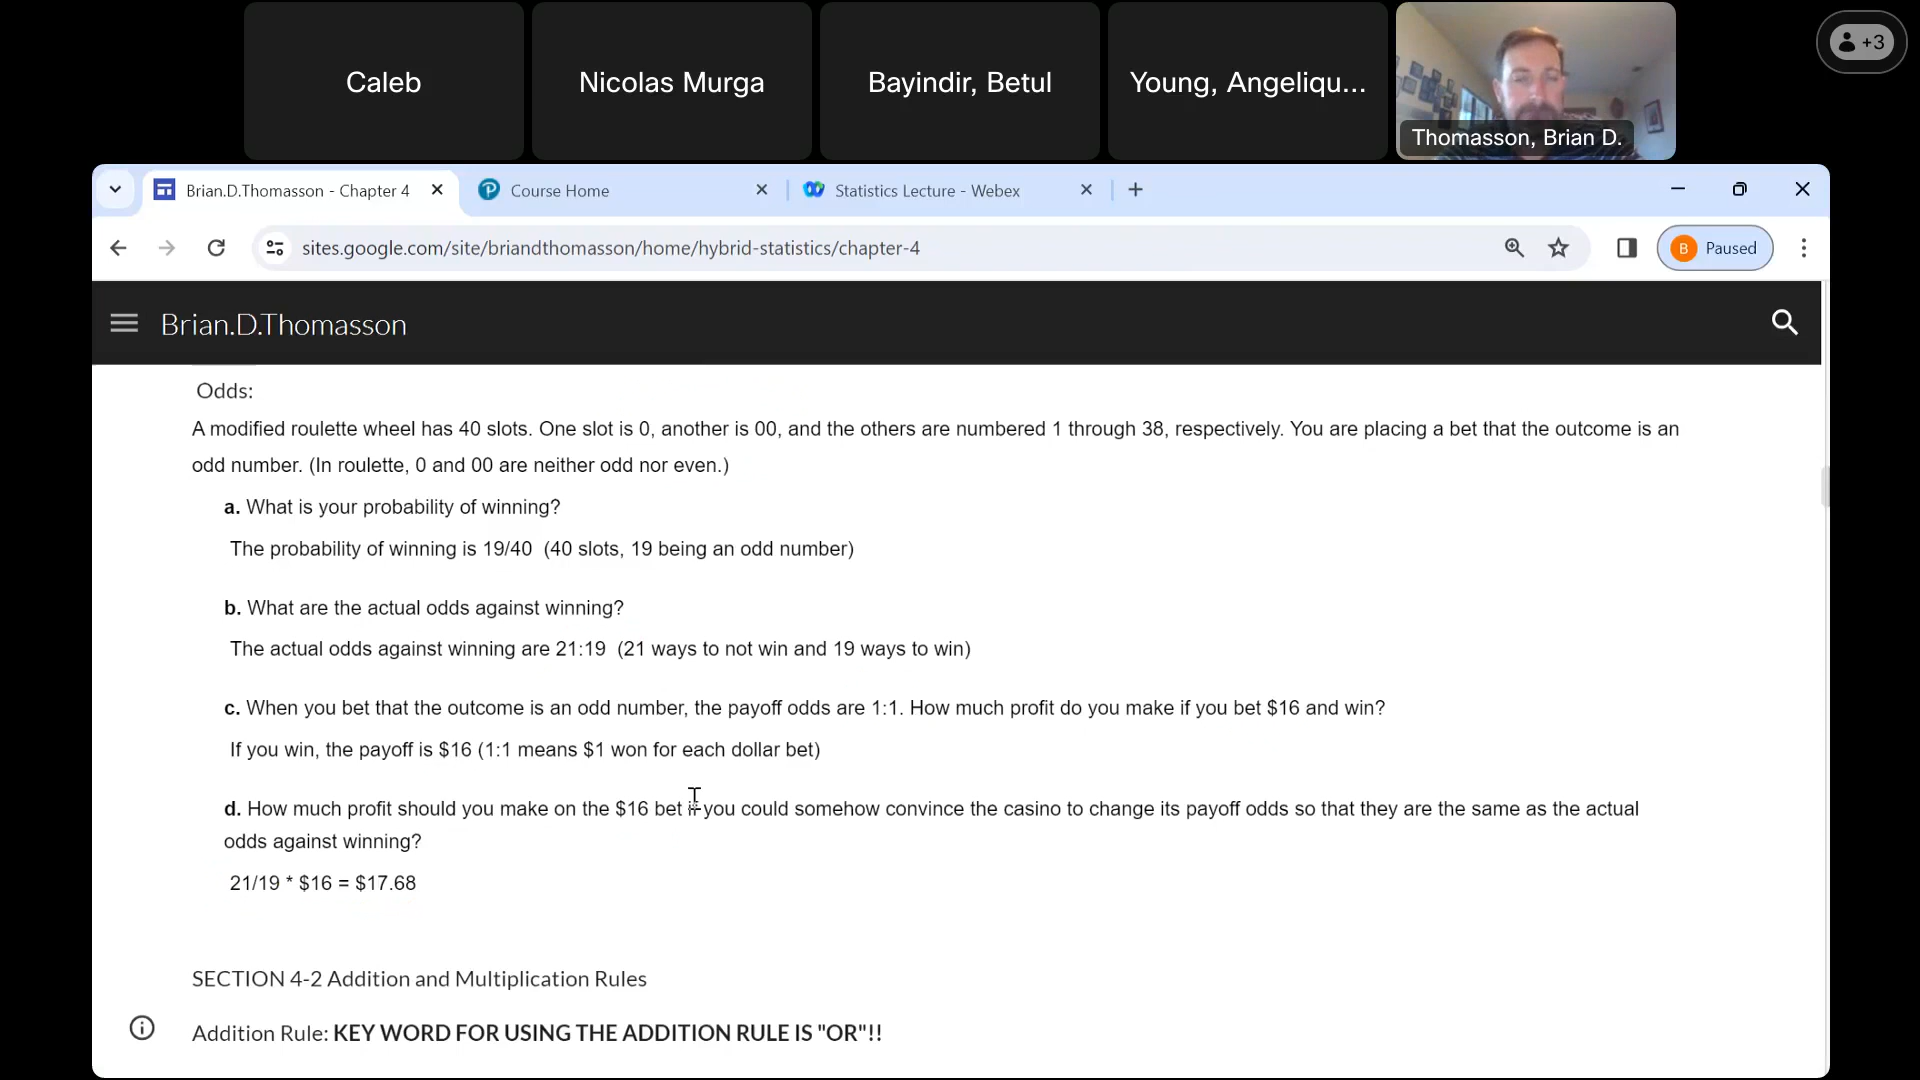 Caleb
Nicolas Murga
Bayindir, Betul
Young, Angeliqu...
Thomasson, Brian D.
+3
Brian.D.Thomasson - Chapter 4
Course Home
Statistics Lecture - Webex
sites.google.com/site/briandthomasson/home/hybrid-statistics/chapter-4
B Paused
Brian.D.Thomasson
Odds:
A modified roulette wheel has 40 slots. One slot is 0, another is 00, and the others are numbered 1 through 38, respectively. You are placing a bet that the outcome is an
odd number. (In roulette, 0 and 00 are neither odd nor even.)
a. What is your probability of winning?
The probability of winning is 19/40 (40 slots, 19 being an odd number)
b. What are the actual odds against winning?
The actual odds against winning are 21:19 (21 ways to not win and 19 ways to win)
c. When you bet that the outcome is an odd number, the payoff odds are 1:1. How much profit do you make if you bet $16 and win?
If you win, the payoff is $16 (1:1 means $1 won for each dollar bet)
d. How much profit should you make on the $16 bet if you could somehow convince the casino to change its payoff odds so that they are the same as the actual
odds against winning?
21/19 * $16 = $17.68
SECTION 4-2 Addition and Multiplication Rules
Addition Rule: KEY WORD FOR USING THE ADDITION RULE IS "OR"!!